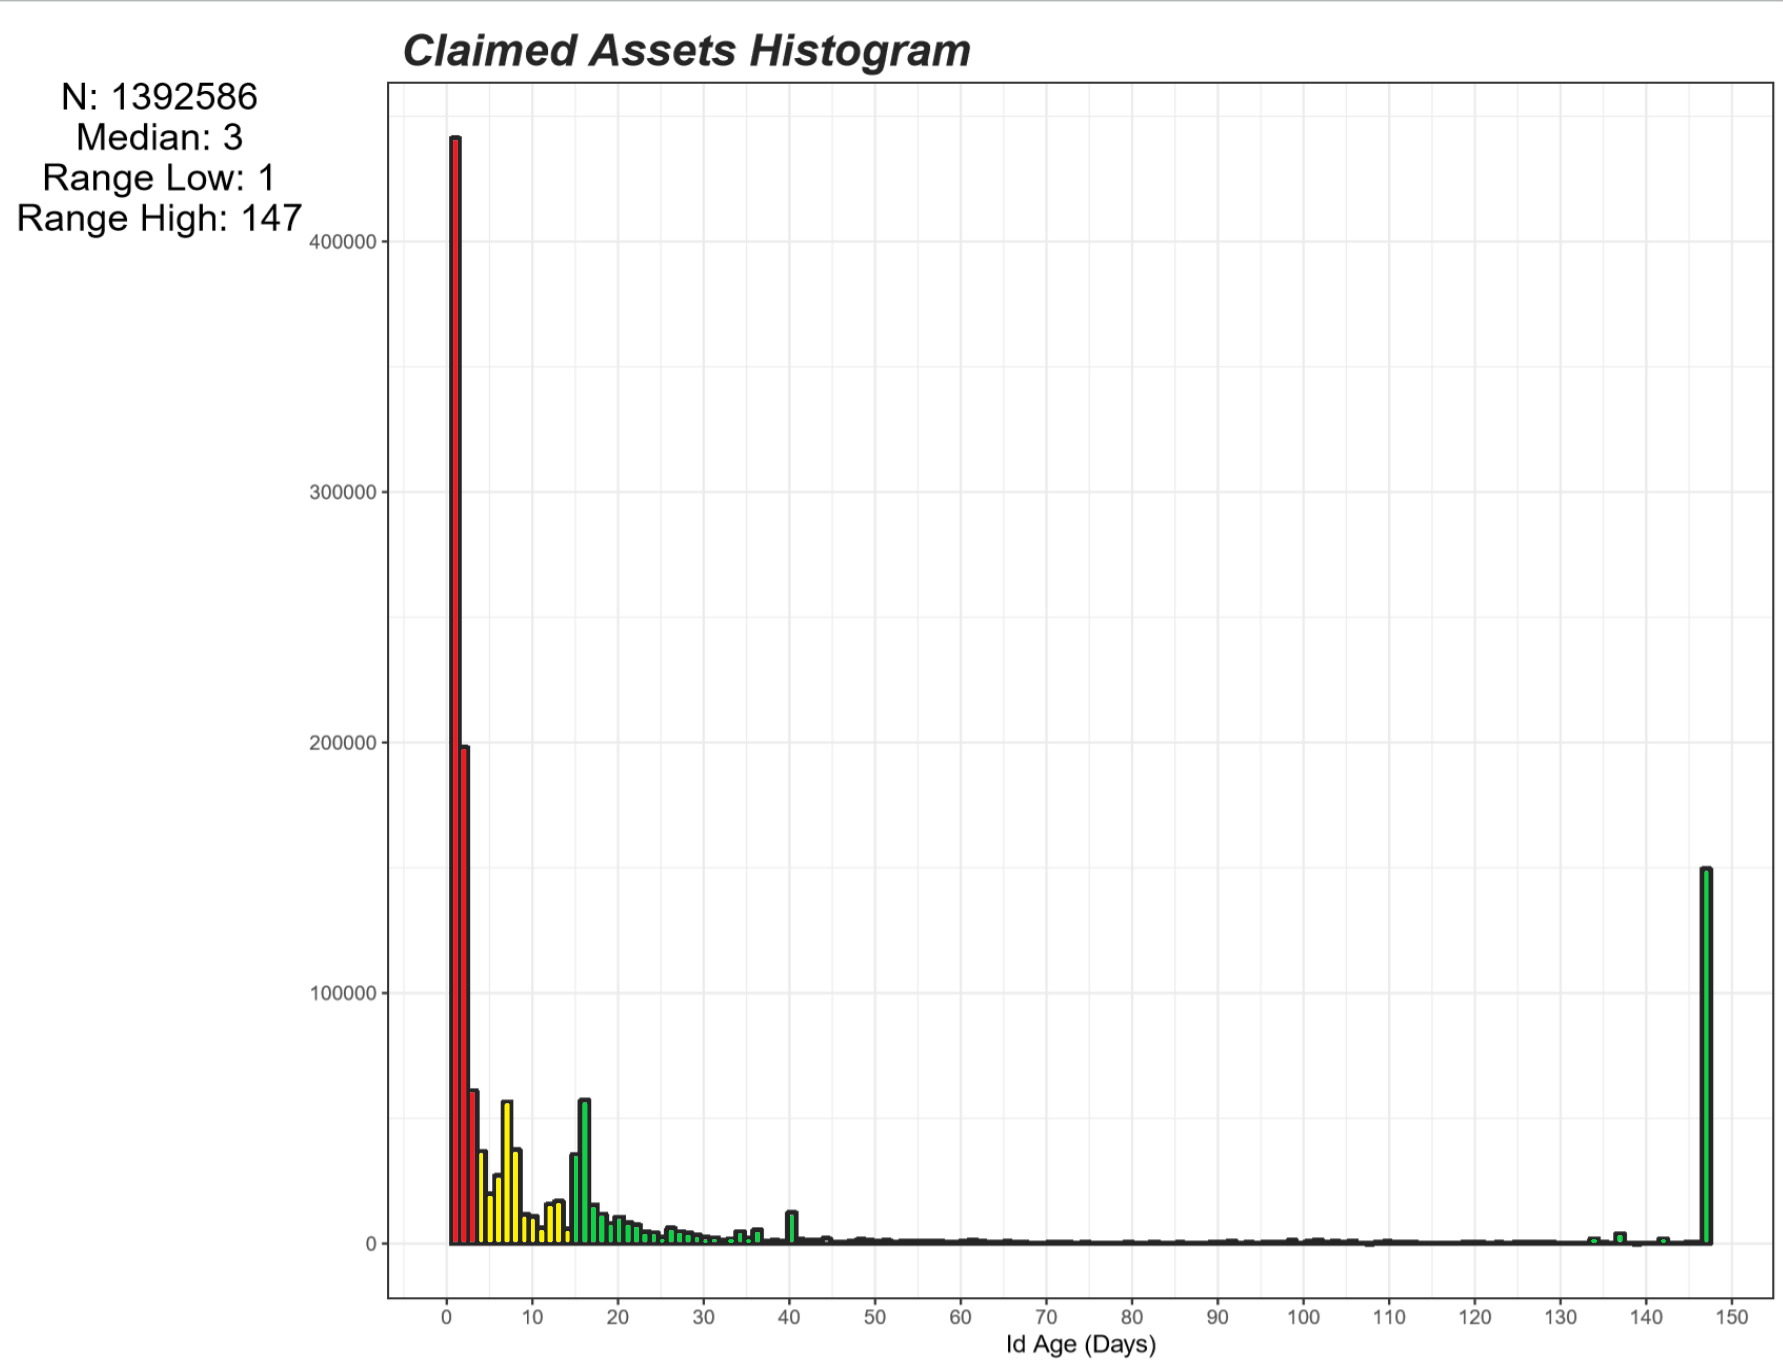 Claimed Assets Histogram
N: 1392586
Median: 3
Range Low: 1
Range High: 147
400000
300000
200000
100000
0
0 10 20 30 40 50 60 70 80 90 100 110 120 130 140 150
Id Age (Days)